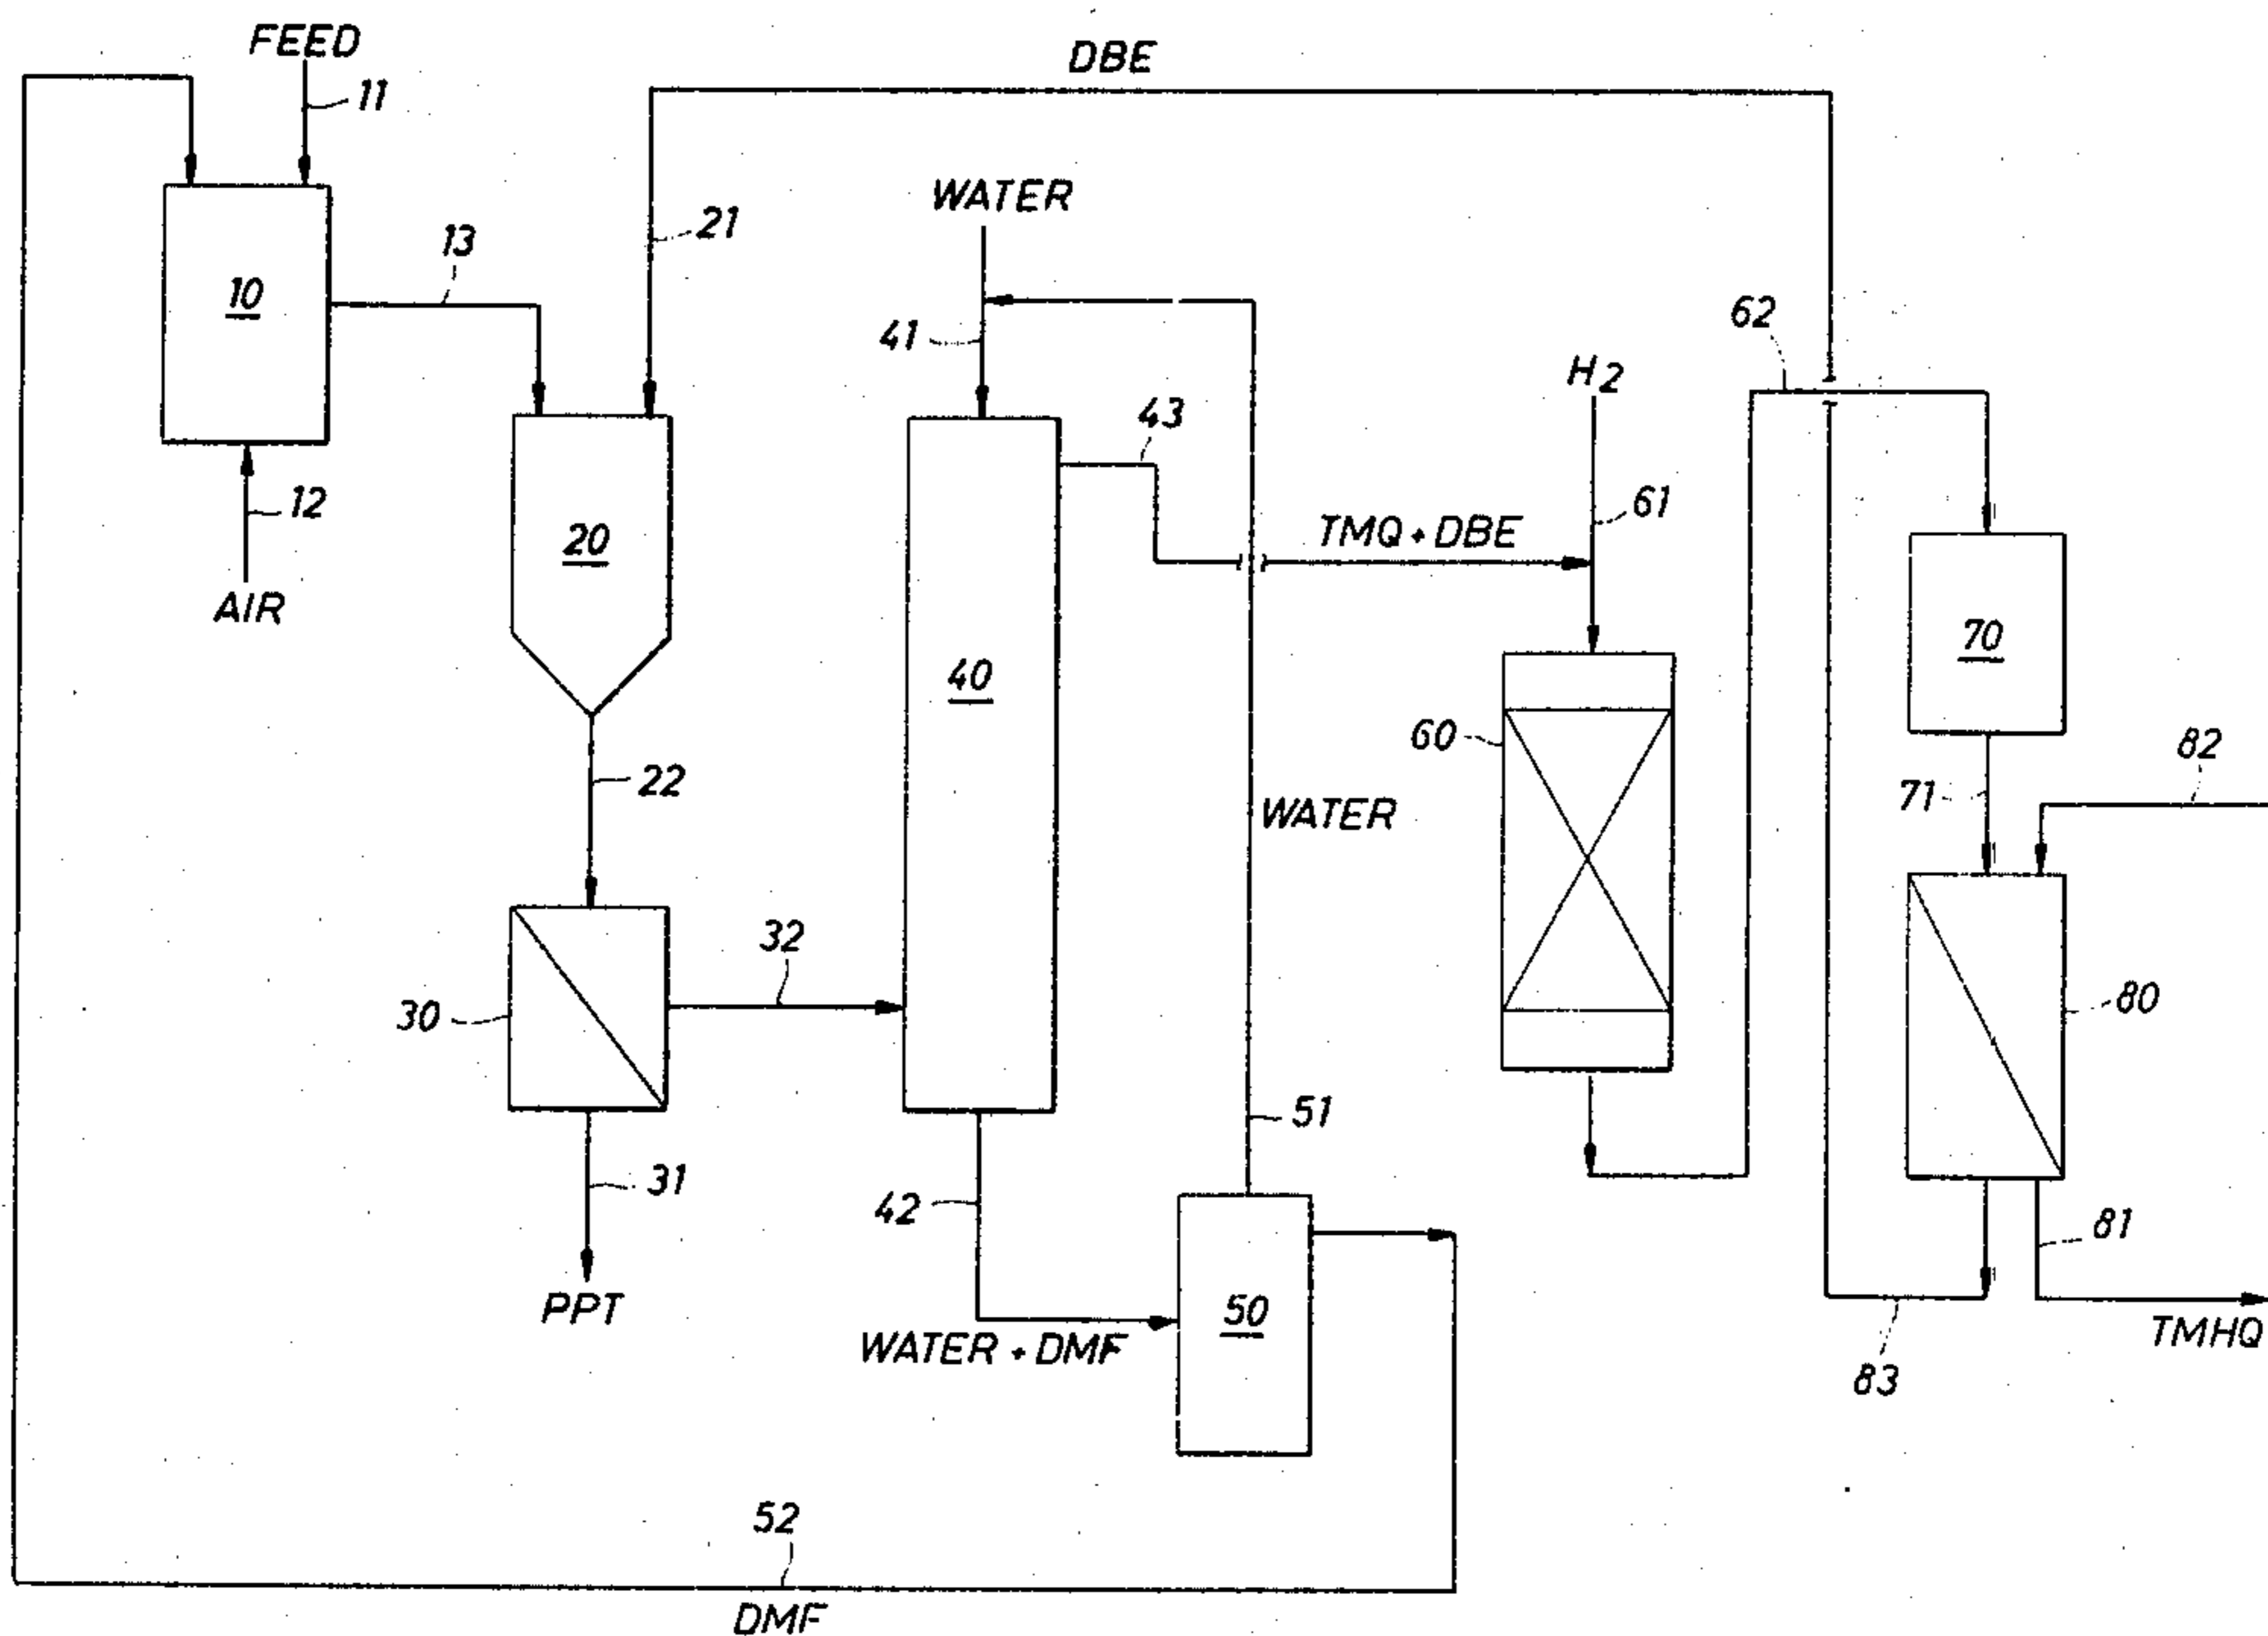 FEED
DBE
11
WATER
21
13
10
62
41
H2
43
12
61
TMQ + DBE
20
AIR
70
40
60
82
22
71
WATER
32
80
30
51
31
42
81
50
PPT
TMHQ
WATER + DMF
83
52
DMF